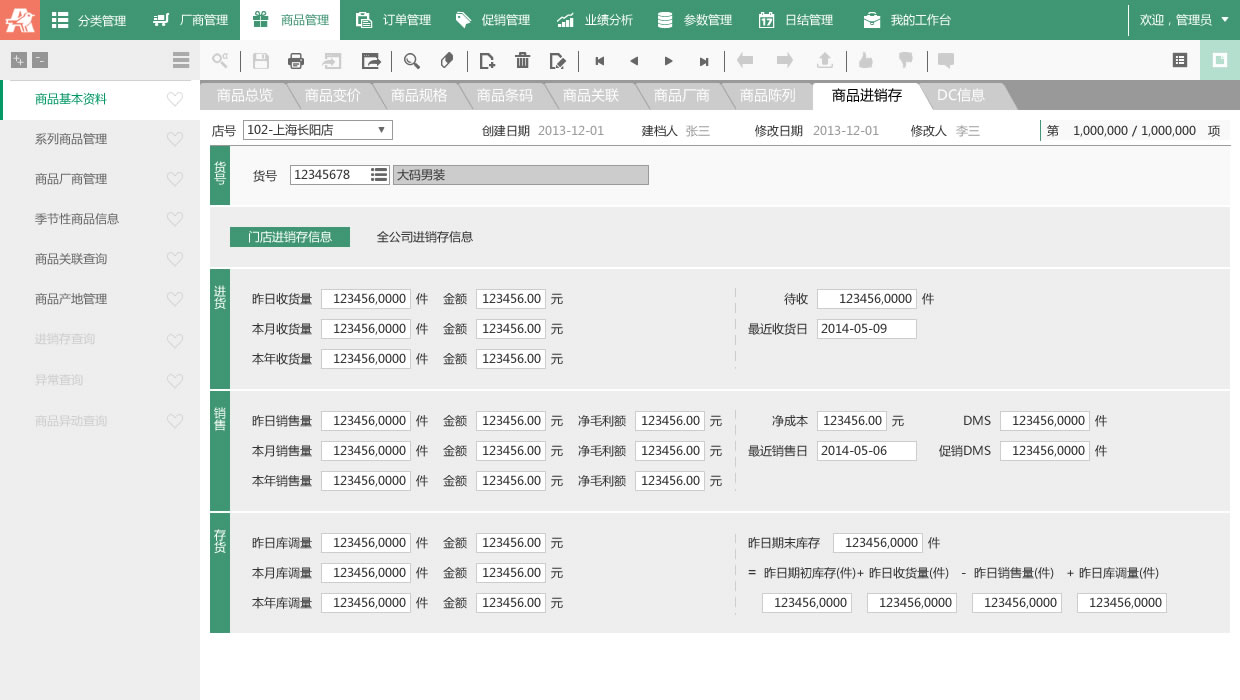 分类管理 厂商管理 商品管理 订单管理 促销管理 业绩分析 参数管理 日结管理 我的工作台 欢迎，管理员
商品基本资料
系列商品管理
商品厂商管理
季节性商品信息
商品关联查询
商品产地管理
进销存查询
异常查询
商品异动查询
商品总览 商品变价 商品规格 商品条码 商品关联 商品厂商 商品陈列 商品进销存 DC信息
店号 102-上海长阳店 创建日期 2013-12-01 建档人 张三 修改日期 2013-12-01 修改人 李三 第 1,000,000 / 1,000,000 项
货号
货号 12345678 大码男装
门店进销存信息 全公司进销存信息
进货
昨日收货量 123456,0000 件 金额 123456.00 元 待收 123456,0000 件
本月收货量 123456,0000 件 金额 123456.00 元 最近收货日 2014-05-09
本年收货量 123456,0000 件 金额 123456.00 元
销售
昨日销售量 123456,0000 件 金额 123456.00 元 净毛利额 123456.00 元 净成本 123456.00 元 DMS 123456,0000 件
本月销售量 123456,0000 件 金额 123456.00 元 净毛利额 123456.00 元 最近销售日 2014-05-06 促销DMS 123456,0000 件
本年销售量 123456,0000 件 金额 123456.00 元 净毛利额 123456.00 元
存货
昨日库调量 123456,0000 件 金额 123456.00 元 昨日期末库存 123456,0000 件
本月库调量 123456,0000 件 金额 123456.00 元 = 昨日期初库存(件)+ 昨日收货量(件) - 昨日销售量(件) + 昨日库调量(件)
本年库调量 123456,0000 件 金额 123456.00 元 123456,0000 123456,0000 123456,0000 123456,0000